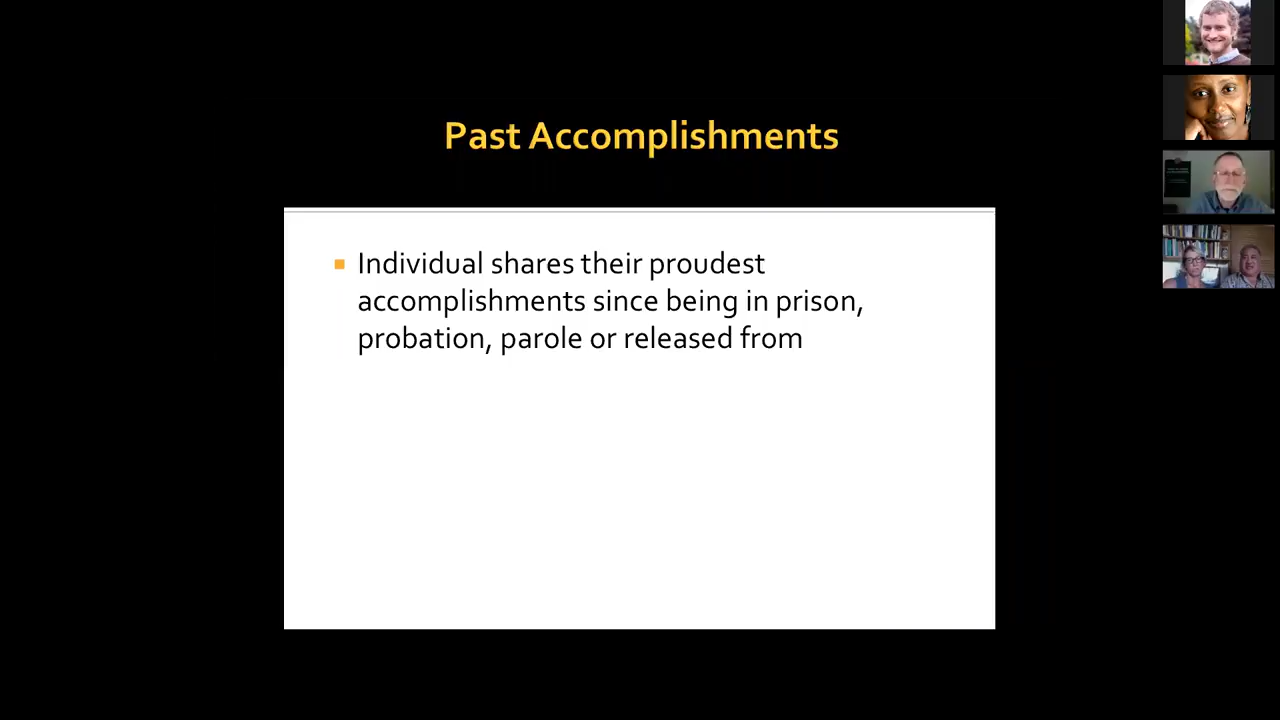 Past Accomplishments
Individual shares their proudest
accomplishments since being in prison,
probation, parole or released from